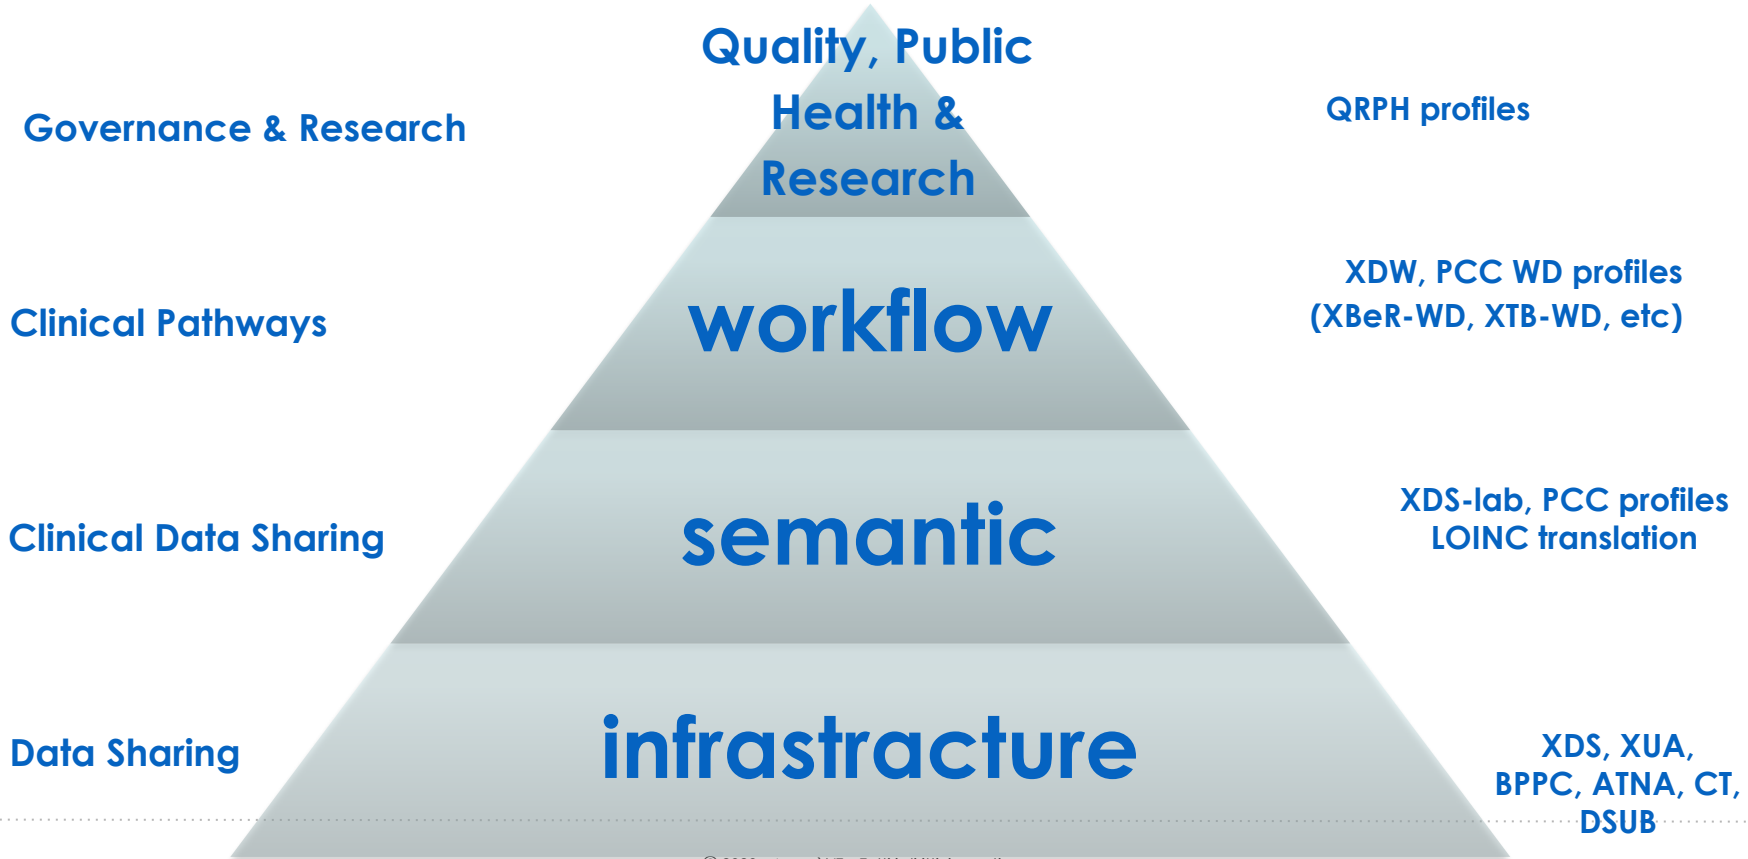 Quality, Public
Health &
Research
Governance & Research
QRPH profiles
workflow
Clinical Pathways
XDW, PCC WD profiles
(XBeR-WD, XTB-WD, etc)
semantic
Clinical Data Sharing
XDS-lab, PCC profiles
LOINC translation
infrastracture
Data Sharing
XDS, XUA,
BPPC, ATNA, CT,
DSUB